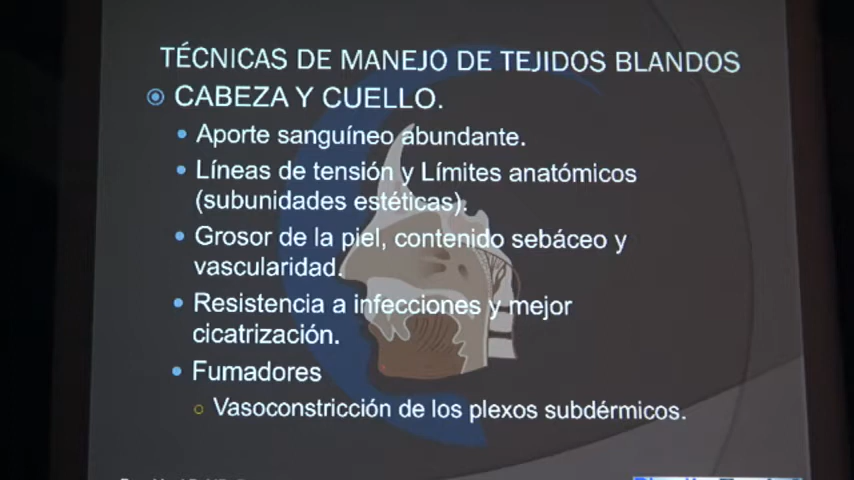 TÉCNICAS DE MANEJO DE TEJIDOS BLANDOS
CABEZA Y CUELLO.
Aporte sanguíneo abundante.
Líneas de tensión y Límites anatómicos
(subunidades estéticas).
Grosor de la piel, contenido sebáceo y
vascularidad.
Resistencia a infecciones y mejor
cicatrización.
Fumadores
Vasoconstricción de los plexos subdérmicos.